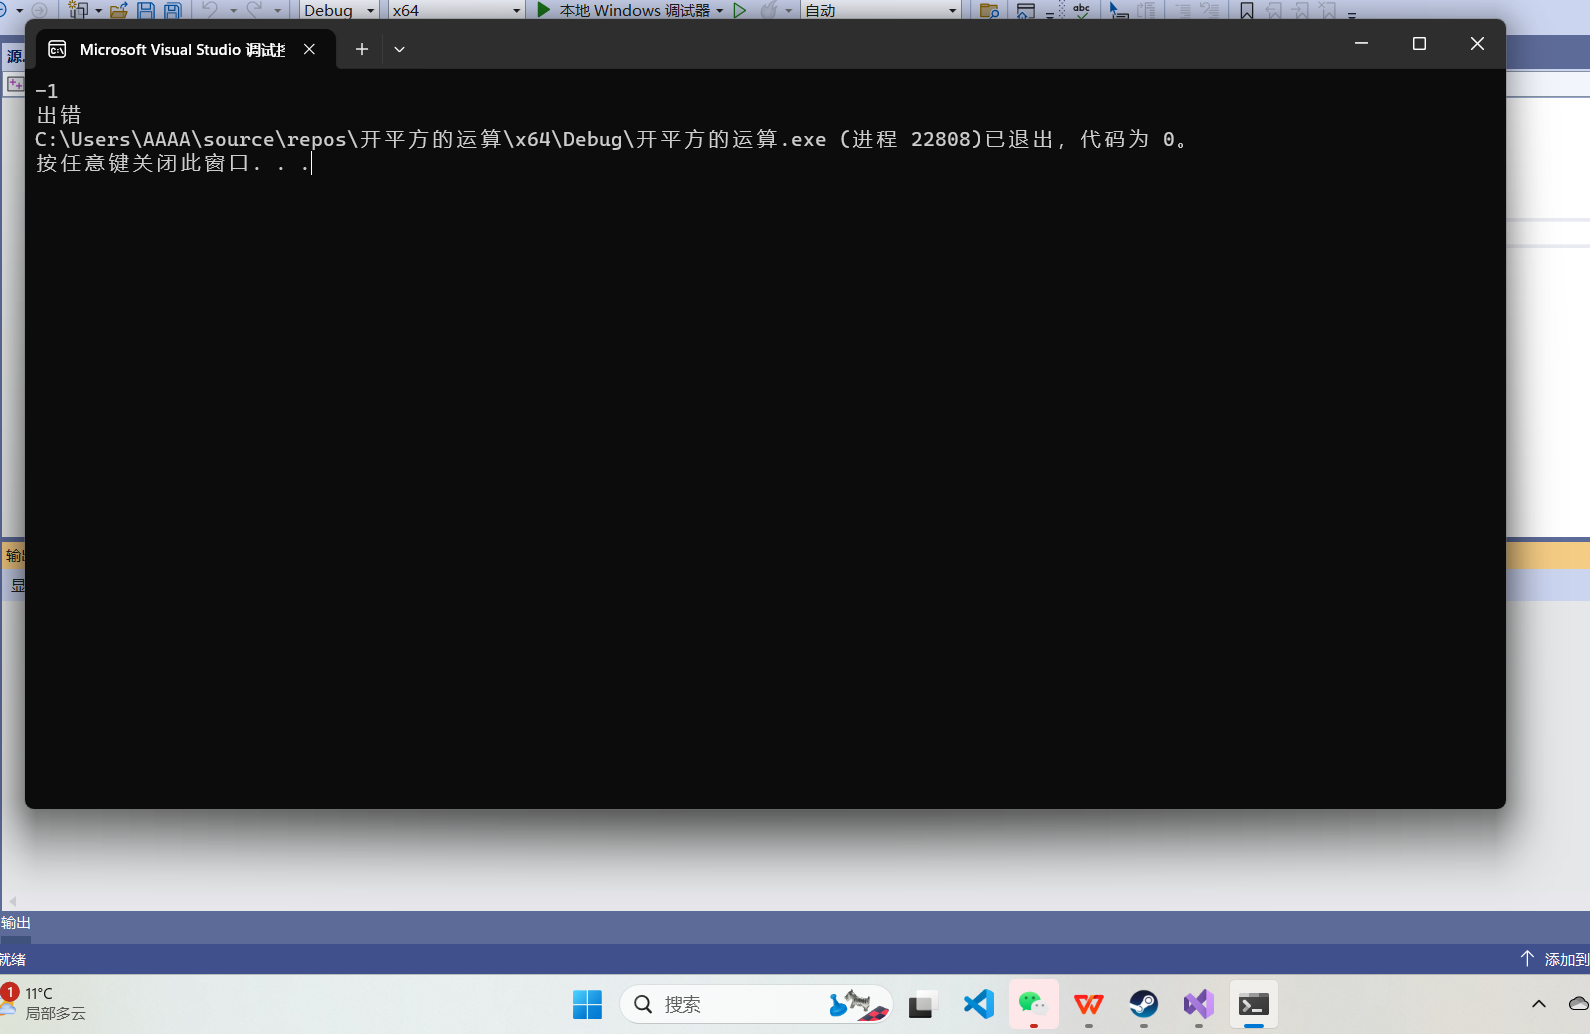 Debug
x64
本地 Windows 调试器
自动
abc
源
Microsoft Visual Studio 调试
-1
出错
C:\Users\AAAA\source\repos\开平方的运算\x64\Debug\开平方的运算.exe (进程 22808)已退出，代码为 0。
按任意键关闭此窗口. . .
输出
显
输出
就绪
添加到
1
11°C
局部多云
搜索